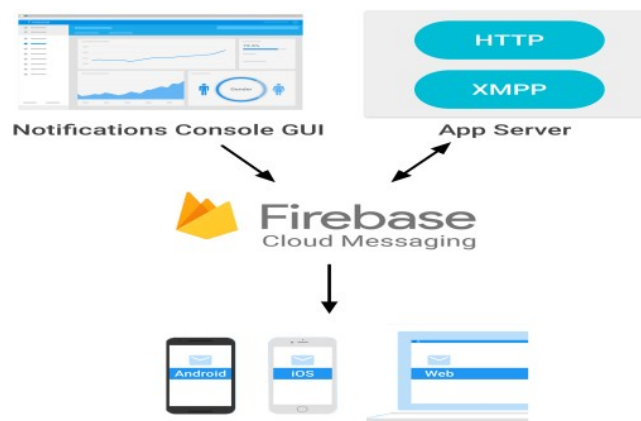 HTTP
XMPP
Notifications Console GUI
App Server
Firebase
Cloud Messaging
Android
iOS
Web